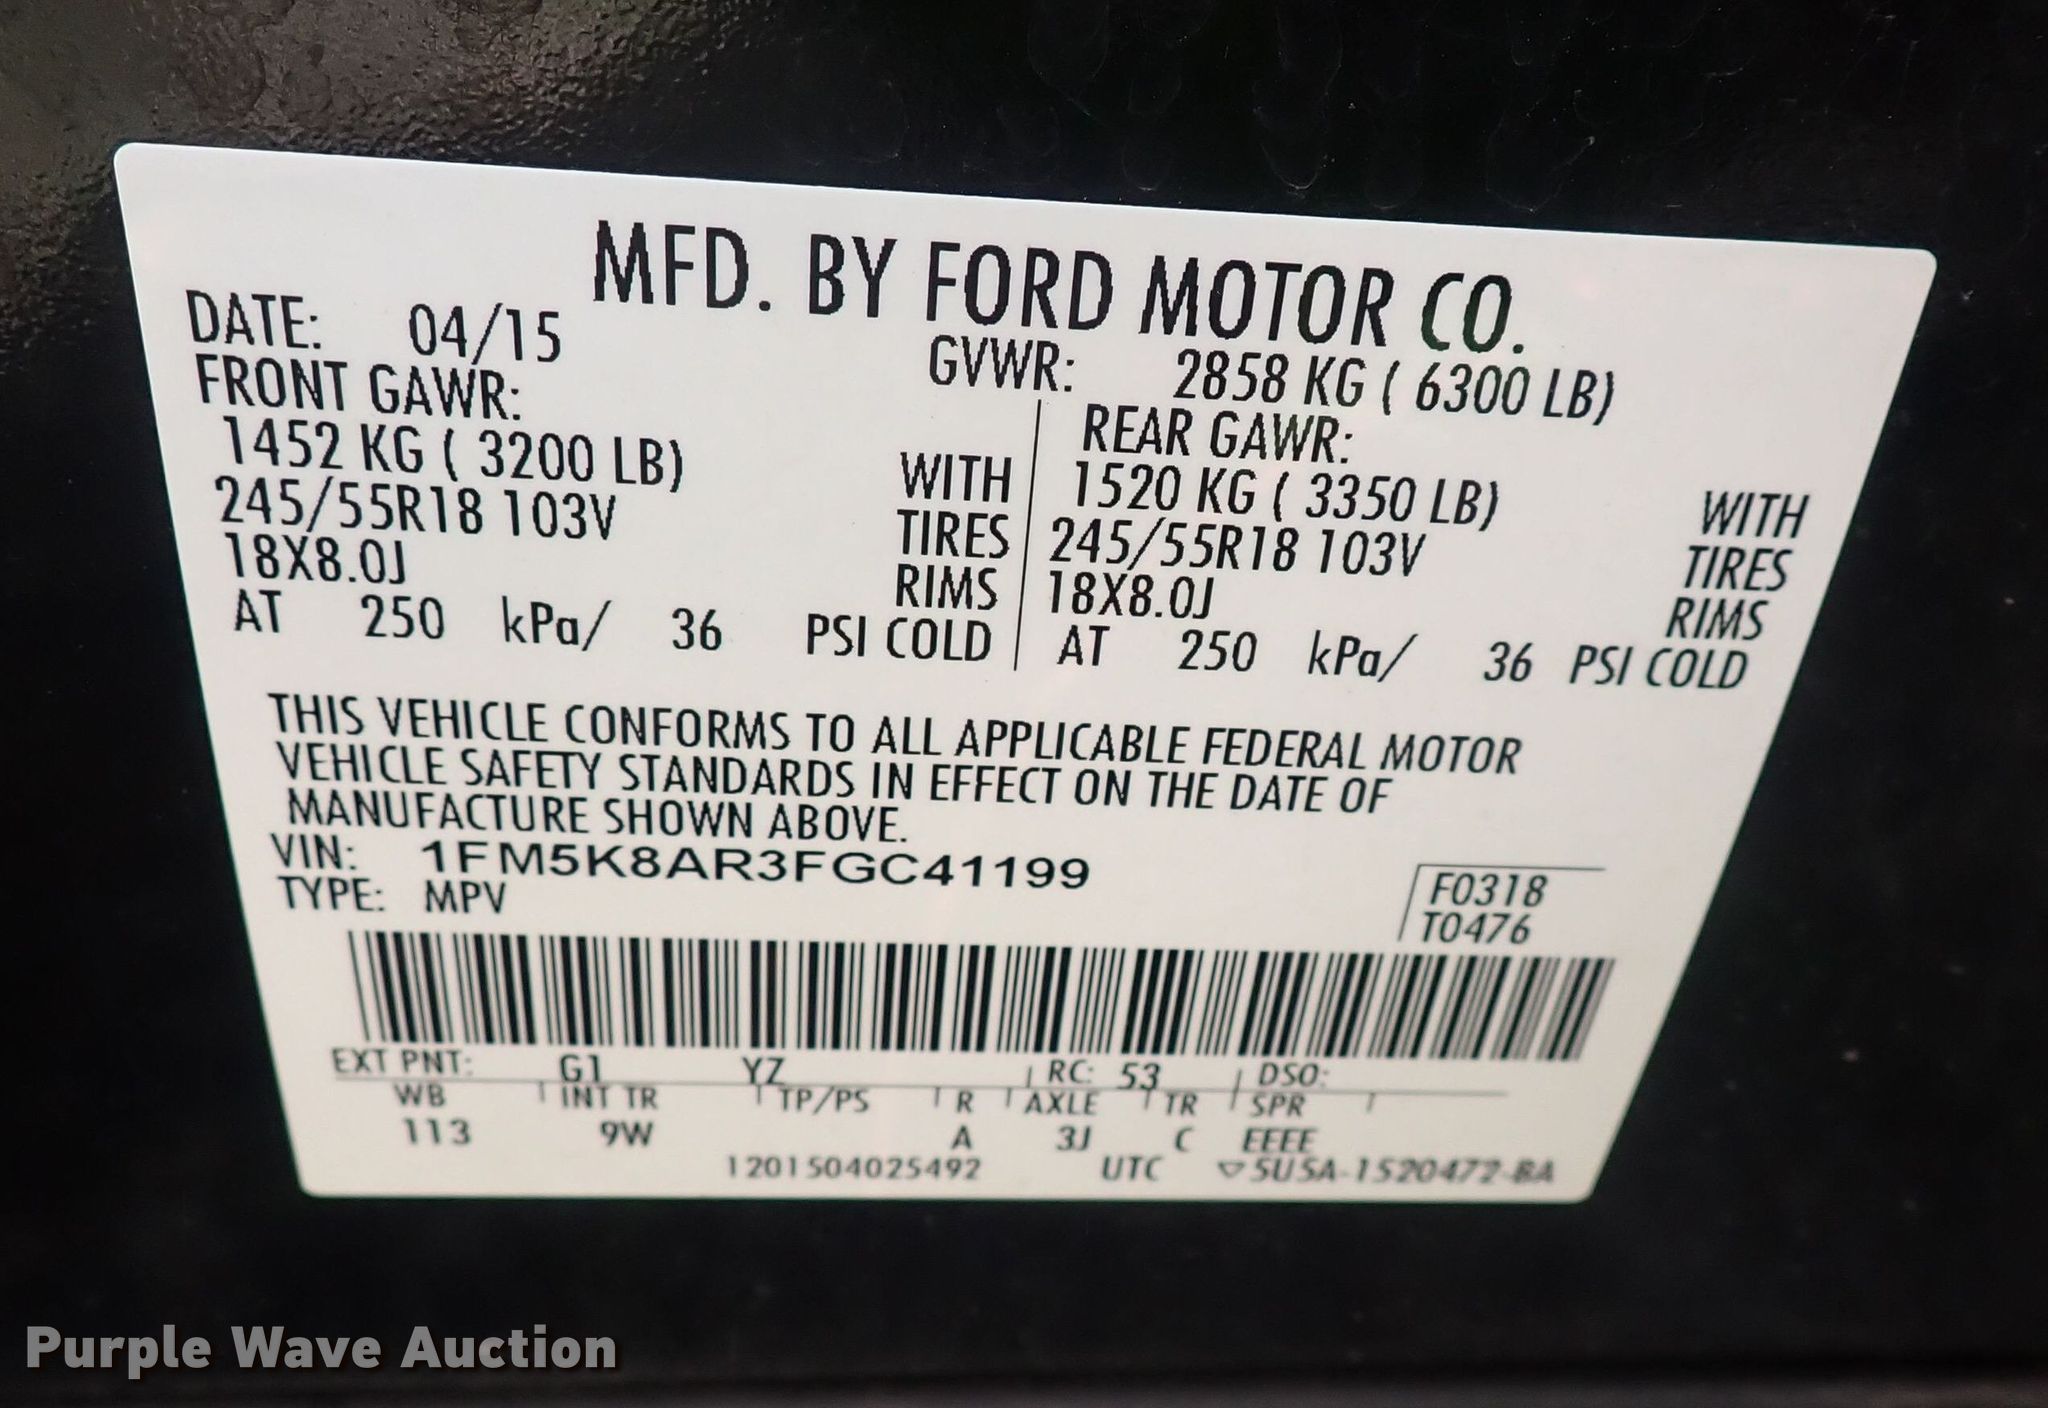 MFD. BY FORD MOTOR CO.
DATE: 04/15 GVWR: 2858 KG ( 6300 LB)
FRONT GAWR: REAR GAWR:
1452 KG ( 3200 LB) WITH 1520 KG ( 3350 LB) WITH
245/55R18 103V TIRES 245/55R18 103V TIRES
18X8.0J RIMS 18X8.0J RIMS
AT 250 kPa/ 36 PSI COLD AT 250 kPa/ 36 PSI COLD
THIS VEHICLE CONFORMS TO ALL APPLICABLE FEDERAL MOTOR
VEHICLE SAFETY STANDARDS IN EFFECT ON THE DATE OF
MANUFACTURE SHOWN ABOVE.
VIN: 1FM5K8AR3FGC41199
TYPE: MPV
F0318
T0476
EXT PNT: G1 YZ RC: 53 DSO:
WB INT TR TP/PS R AXLE TR SPR
113 9W A 3J C EEEE
1201504025492 UTC ▽5U5A-1520472-BA
Purple Wave Auction